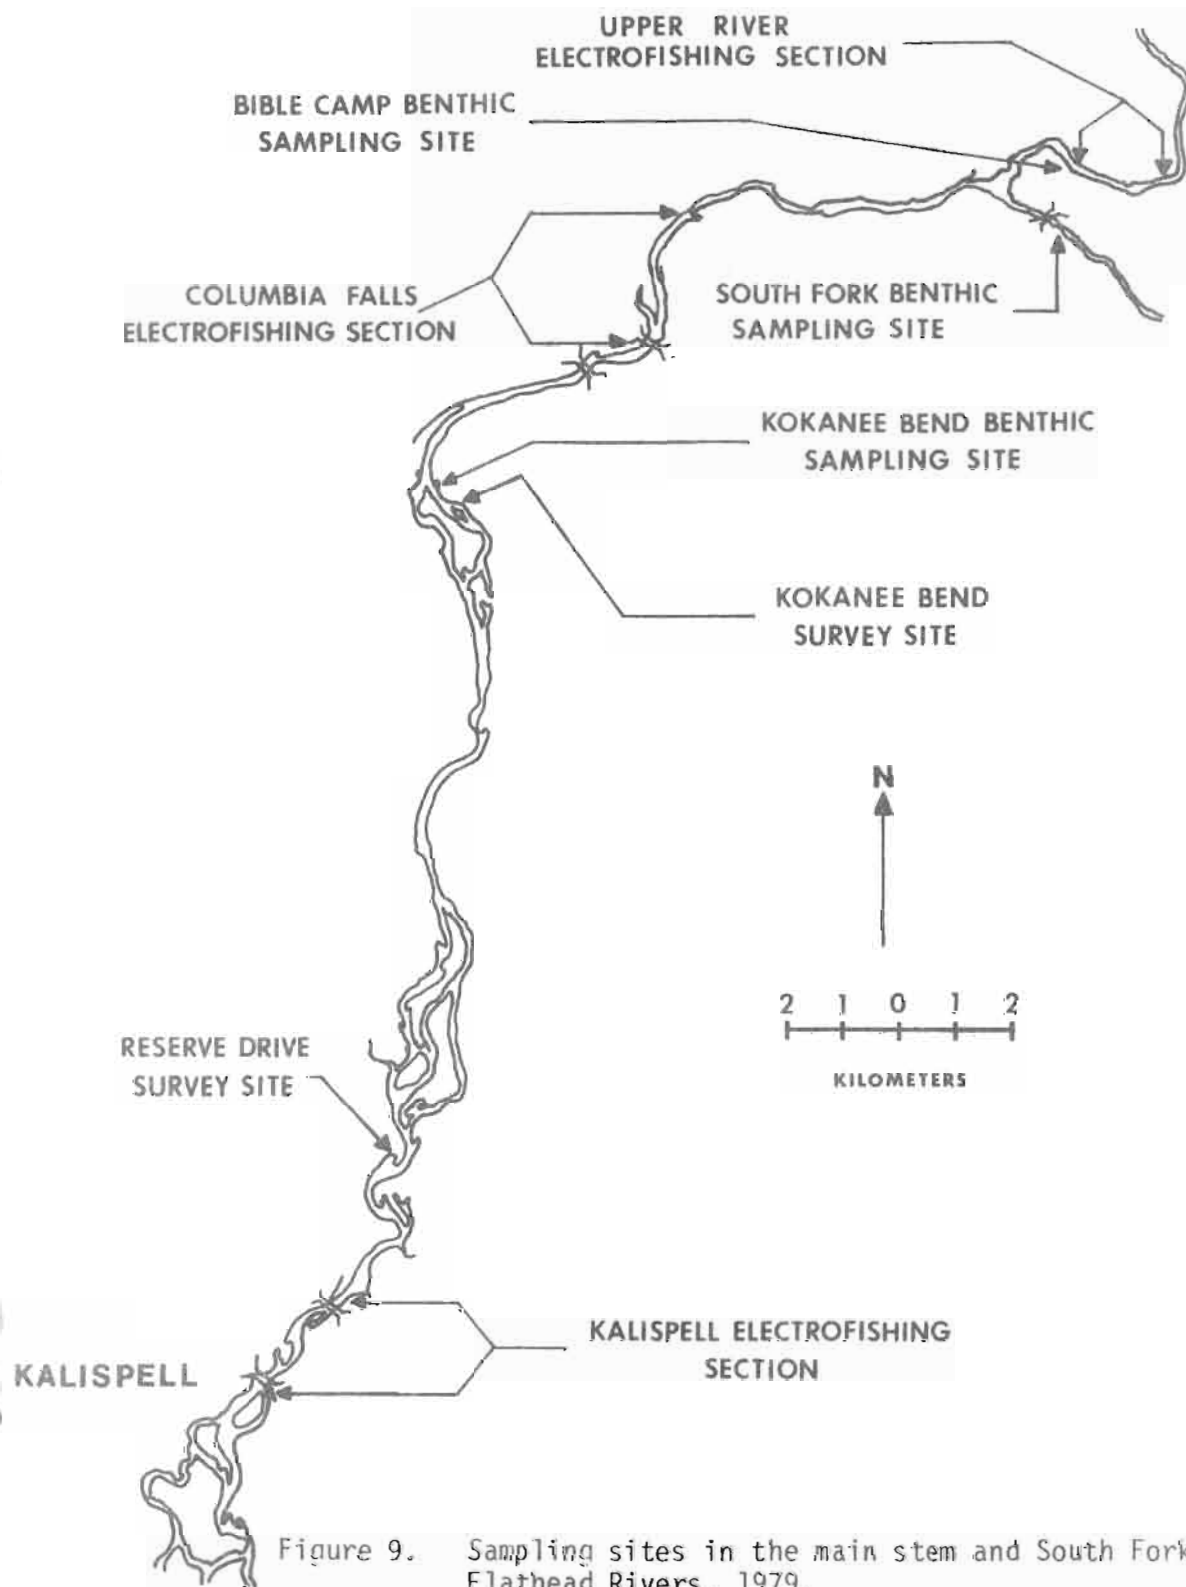 UPPER RIVER
ELECTROFISHING SECTION
BIBLE CAMP BENTHIC
SAMPLING SITE
COLUMBIA FALLS
ELECTROFISHING SECTION
SOUTH FORK BENTHIC
SAMPLING SITE
KOKANEE BEND BENTHIC
SAMPLING SITE
KOKANEE BEND
SURVEY SITE
N
2 1 0 1 2
KILOMETERS
RESERVE DRIVE
SURVEY SITE
KALISPELL ELECTROFISHING
SECTION
KALISPELL
Figure 9. Sampling sites in the main stem and South Fork
Flathead Rivers, 1979.